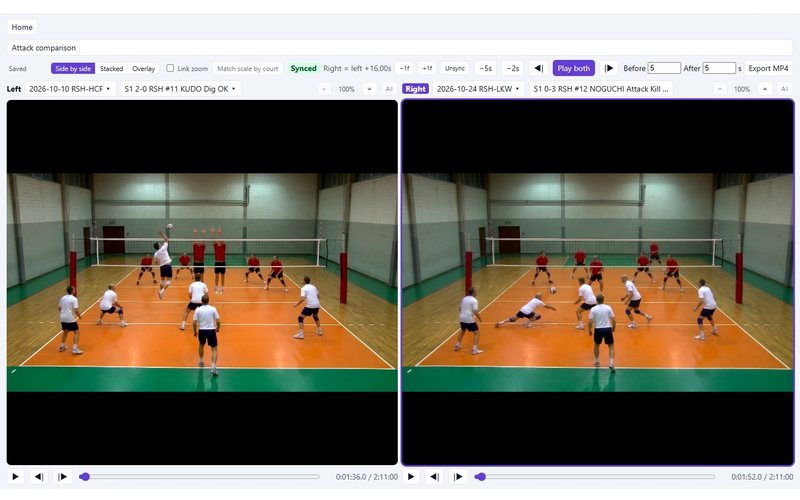 Home
Attack comparison
Saved Side by side Stacked Overlay Link zoom Match scale by court Synced Right = left +16.00s −1f +1f Unsync −5s −2s Play both Before 5 After 5 s Export MP4
Left 2026-10-10 RSH-HCF S1 2-0 RSH #11 KUDO Dig OK − 100% + All
Right 2026-10-24 RSH-LKW S1 0-3 RSH #12 NOGUCHI Attack Kill ... − 100% + All
0:01:36.0 / 2:11:00
0:01:52.0 / 2:11:00